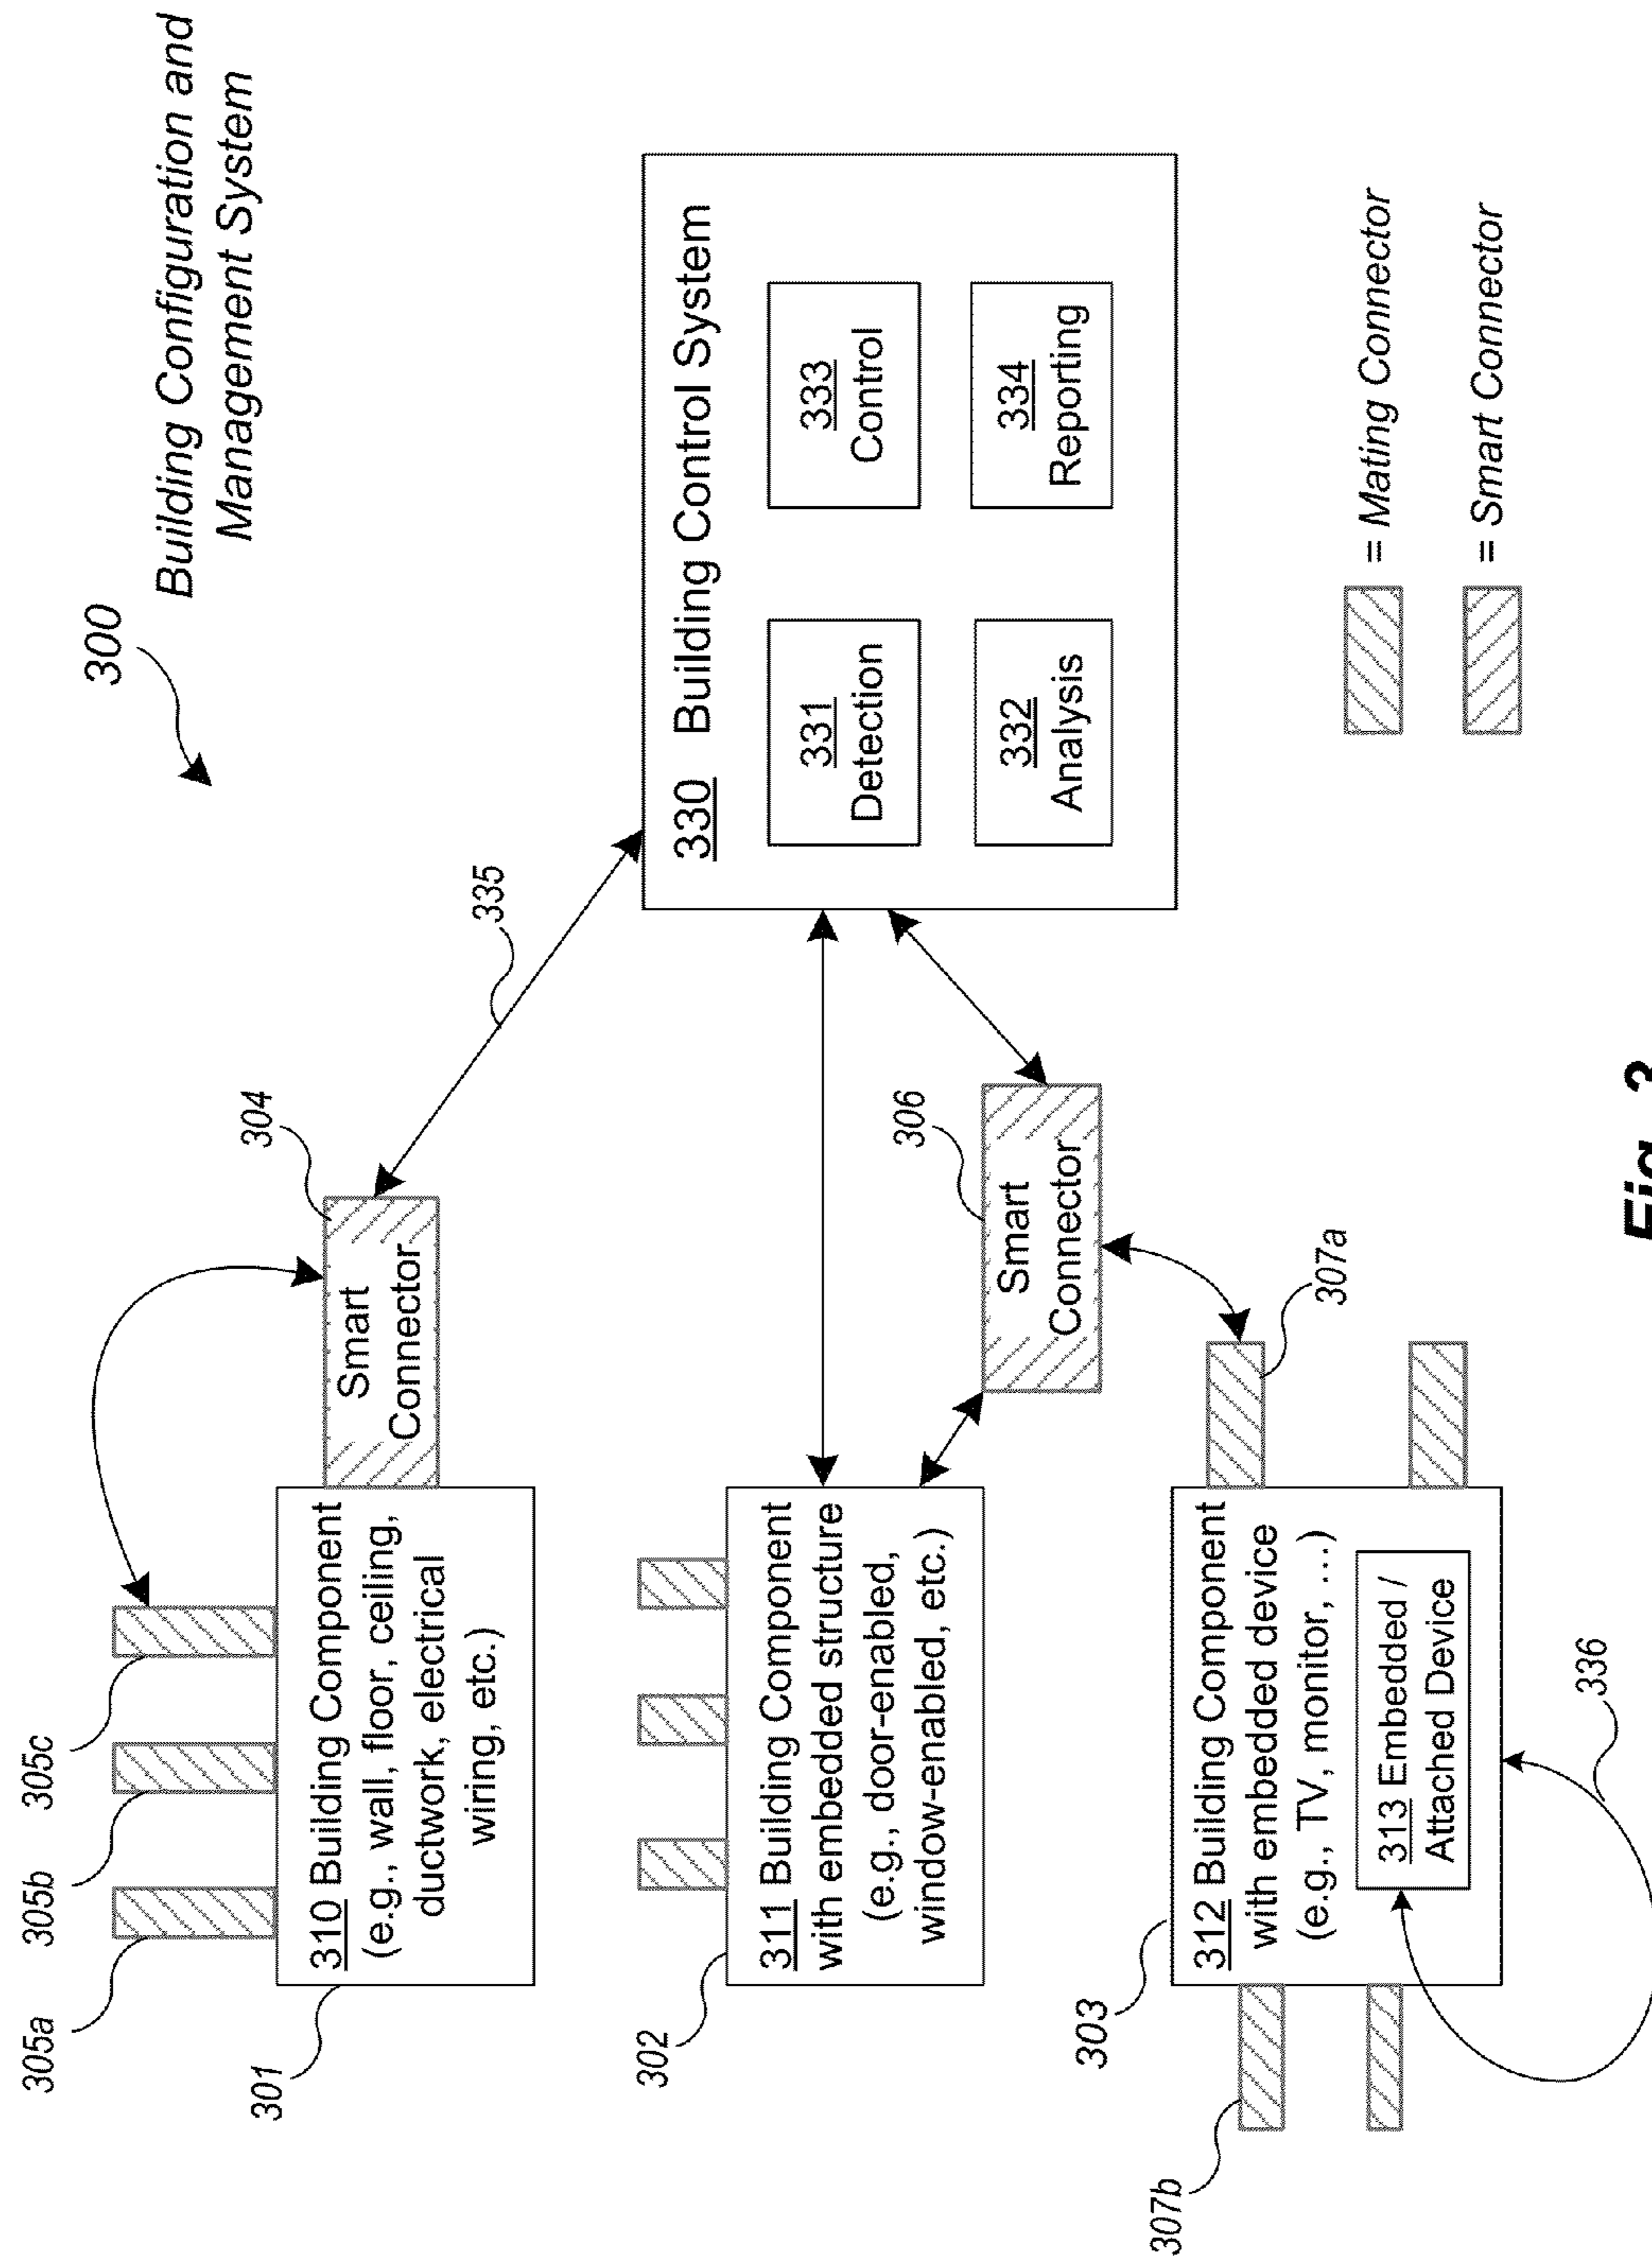 300
Building Configuration and
Management System
305a
305b
305c
304
335
301
310 Building Component
(e.g., wall, floor, ceiling,
ductwork, electrical
wiring, etc.)
Smart
Connector
330 Building Control System
331
Detection
333
Control
332
Analysis
334
Reporting
302
311 Building Component
with embedded structure
(e.g., door-enabled,
window-enabled, etc.)
306
Smart
Connector
303
307b
312 Building Component
with embedded device
(e.g., TV, monitor, ...)
313 Embedded /
Attached Device
307a
336
= Mating Connector
= Smart Connector
Fig.